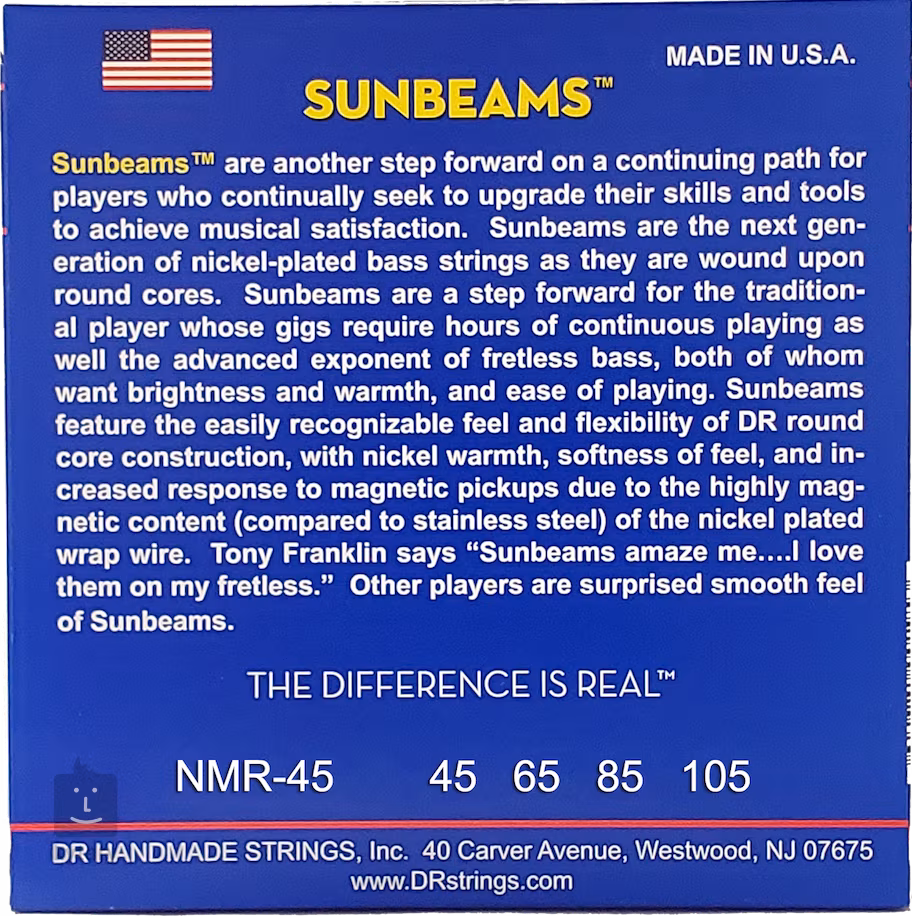 MADE IN U.S.A.
SUNBEAMS™
Sunbeams™ are another step forward on a continuing path for
players who continually seek to upgrade their skills and tools
to achieve musical satisfaction. Sunbeams are the next gen-
eration of nickel-plated bass strings as they are wound upon
round cores. Sunbeams are a step forward for the tradition-
al player whose gigs require hours of continuous playing as
well the advanced exponent of fretless bass, both of whom
want brightness and warmth, and ease of playing. Sunbeams
feature the easily recognizable feel and flexibility of DR round
core construction, with nickel warmth, softness of feel, and in-
creased response to magnetic pickups due to the highly mag-
netic content (compared to stainless steel) of the nickel plated
wrap wire. Tony Franklin says “Sunbeams amaze me....I love
them on my fretless.” Other players are surprised smooth feel
of Sunbeams.
THE DIFFERENCE IS REAL™
NMR-45 45 65 85 105
DR HANDMADE STRINGS, Inc. 40 Carver Avenue, Westwood, NJ 07675
www.DRstrings.com